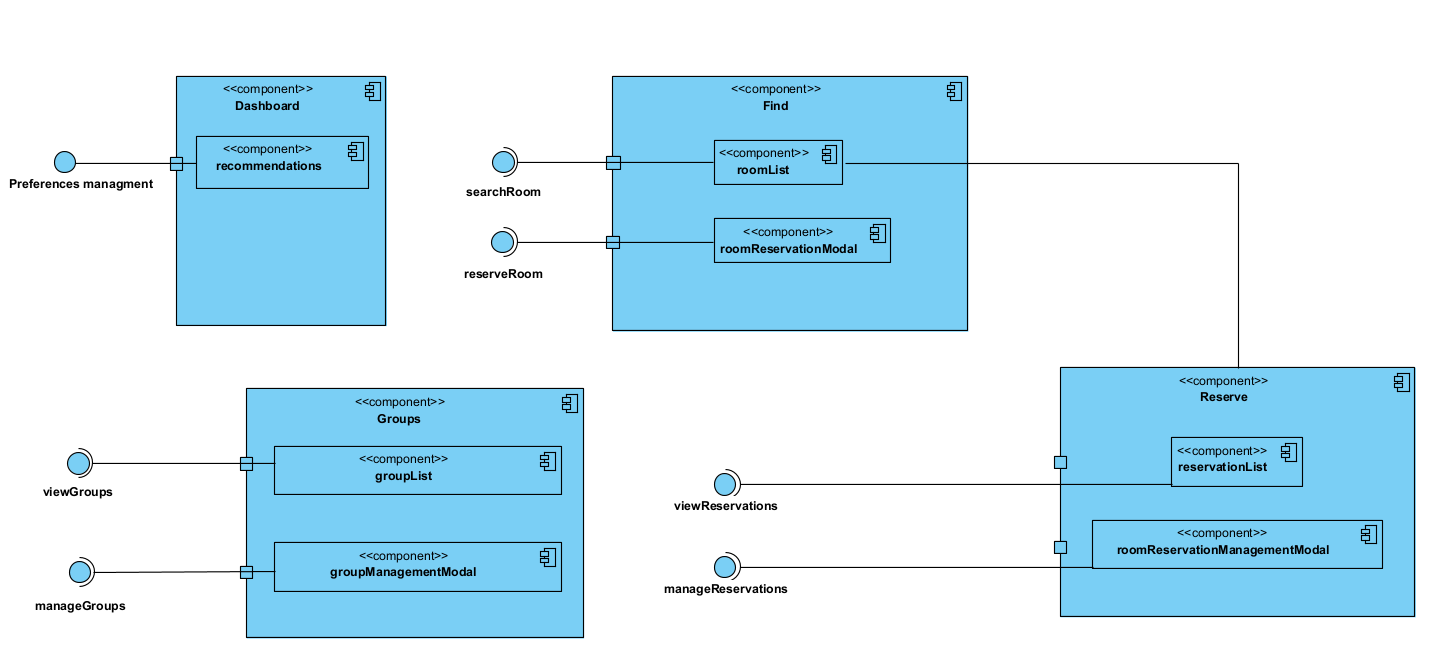 <<component>>
Dashboard
<<component>>
recommendations
Preferences managment
<<component>>
Find
<<component>>
roomList
<<component>>
roomReservationModal
searchRoom
reserveRoom
<<component>>
Groups
<<component>>
groupList
<<component>>
groupManagementModal
viewGroups
manageGroups
<<component>>
Reserve
<<component>>
reservationList
<<component>>
roomReservationManagementModal
viewReservations
manageReservations